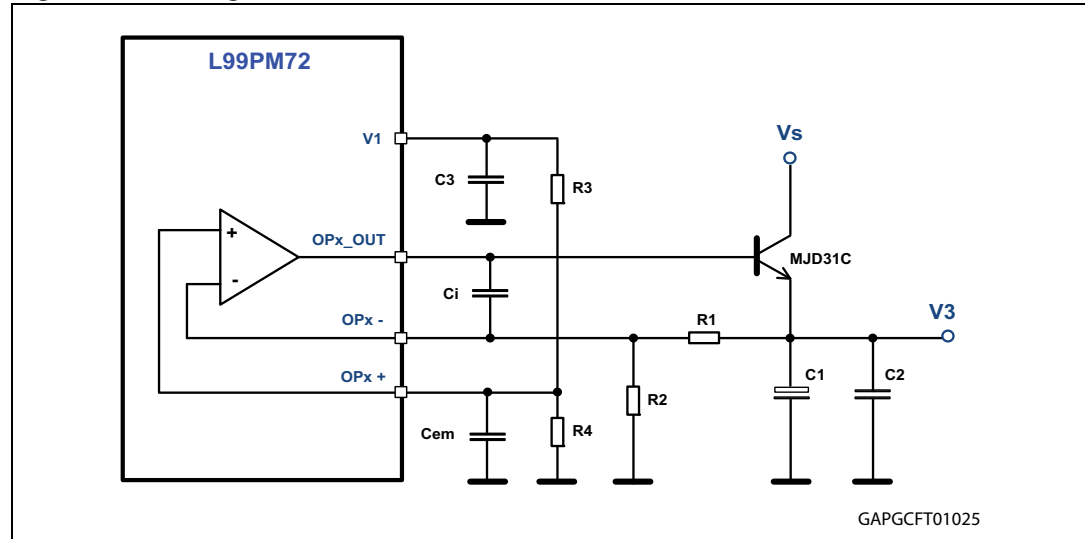 L99PM72
V1
Vs
C3
R3
+
OPx_OUT
MJD31C
-
Ci
OPx -
R1
V3
OPx +
C1
C2
R2
Cem
R4
GAPGCFT01025